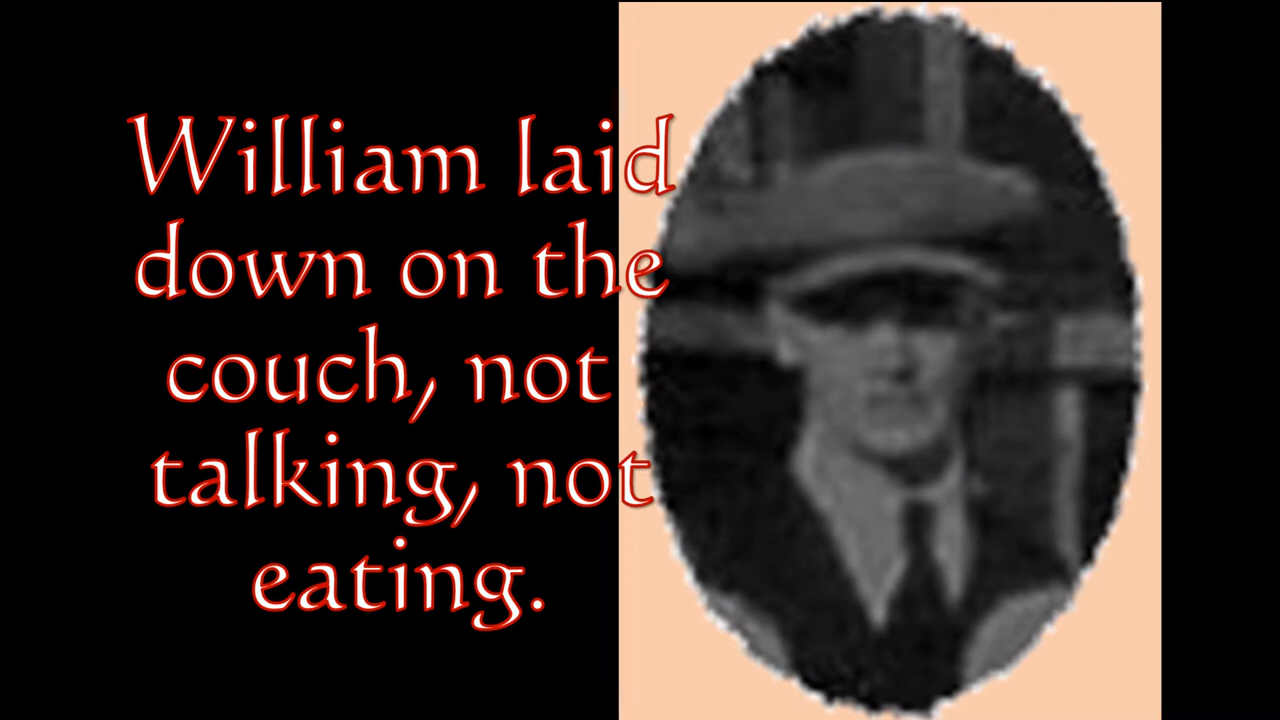 William laid
down on the
couch, not
talking, not
eating.